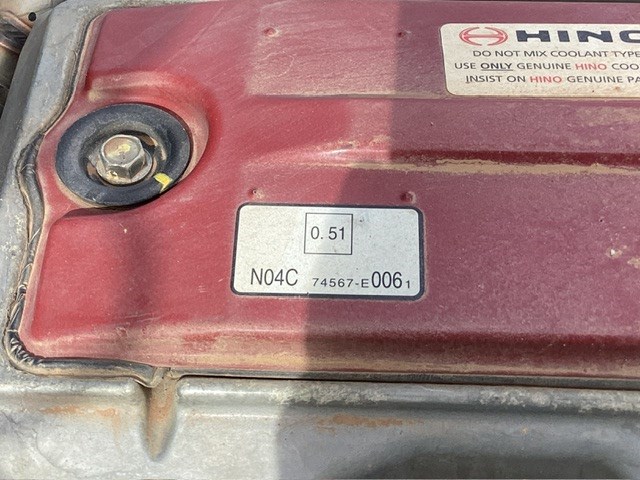 HINO
DO NOT MIX COOLANT TYPE
USE ONLY GENUINE HINO COO
INSIST ON HINO GENUINE PA
0.51
N04C 74567-E0061